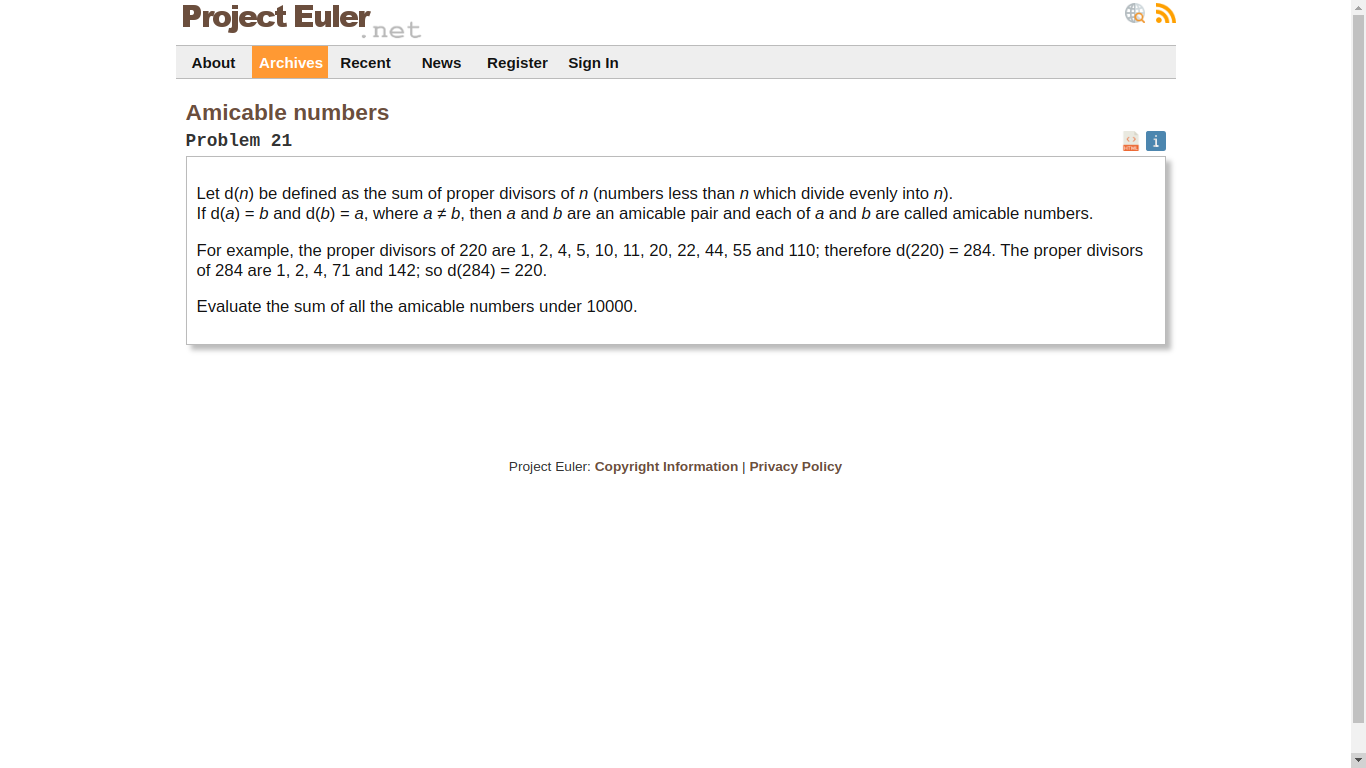 Project Euler.net
About Archives Recent News Register Sign In
Amicable numbers
Problem 21
Let d(n) be defined as the sum of proper divisors of n (numbers less than n which divide evenly into n).
If d(a) = b and d(b) = a, where a ≠ b, then a and b are an amicable pair and each of a and b are called amicable numbers.
For example, the proper divisors of 220 are 1, 2, 4, 5, 10, 11, 20, 22, 44, 55 and 110; therefore d(220) = 284. The proper divisors
of 284 are 1, 2, 4, 71 and 142; so d(284) = 220.
Evaluate the sum of all the amicable numbers under 10000.
Project Euler: Copyright Information | Privacy Policy